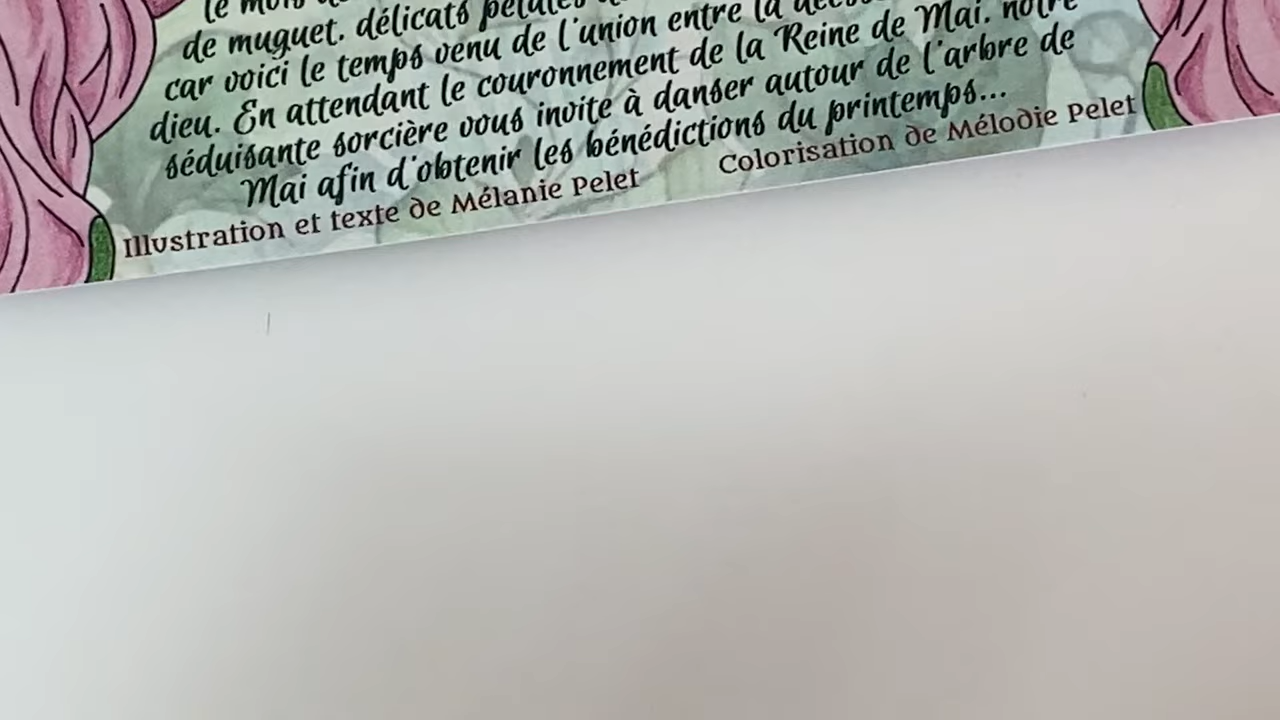 le mois
de muguet. délicats pétales
car voici le temps venu de l'union entre la
dieu. En attendant le couronnement de la Reine de Mai. notre
séduisante sorcière vous invite à danser autour de l'arbre de
Mai afin d'obtenir les bénédictions du printemps...
Illustration et texte de Mélanie Pelet
Colorisation de Mélodie Pelet